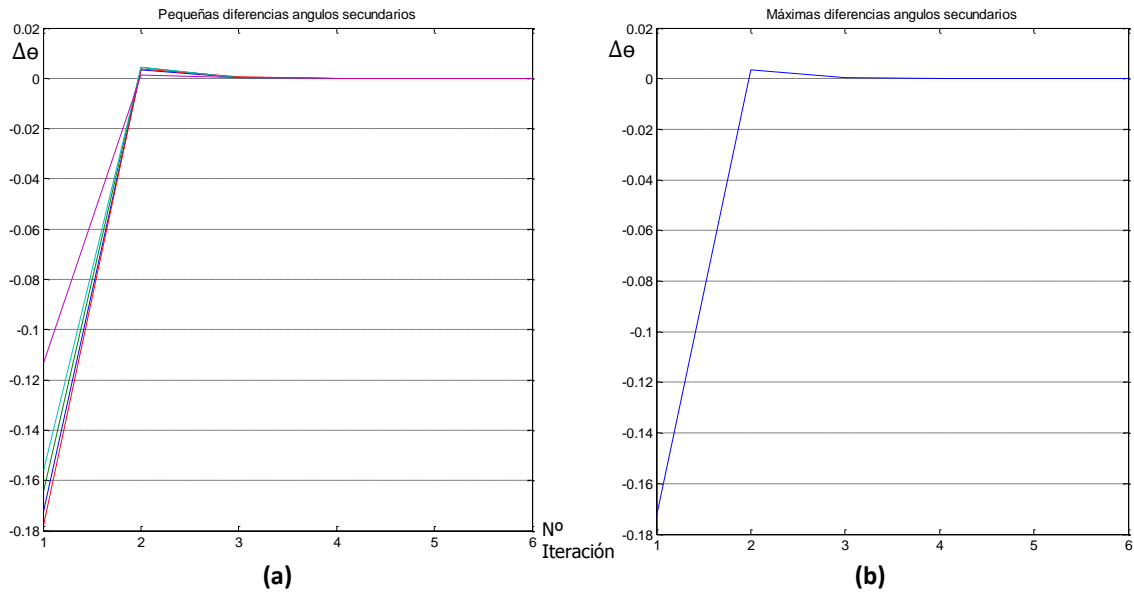 Pequeñas diferencias angulos secundarios
Δɵ
0.02
0
-0.02
-0.04
-0.06
-0.08
-0.1
-0.12
-0.14
-0.16
-0.18
1 2 3 4 5 6
Nº
Iteración
(a)
Máximas diferencias angulos secundarios
Δɵ
0.02
0
-0.02
-0.04
-0.06
-0.08
-0.1
-0.12
-0.14
-0.16
-0.18
1 2 3 4 5 6
(b)